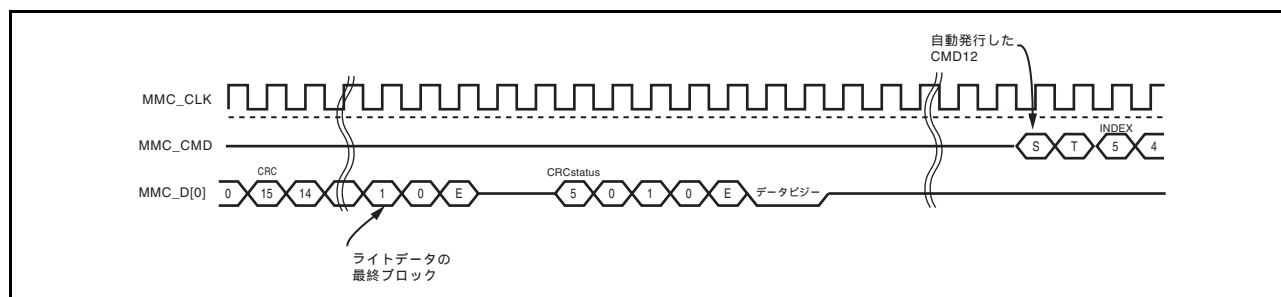 自動発行した
CMD12
MMC_CLK
INDEX
MMC_CMD
S T 5 4
CRC
CRCstatus
MMC_D[0]
0 15 14 1 0 E 5 0 1 0 E データビジー
ライトデータの
最終ブロック